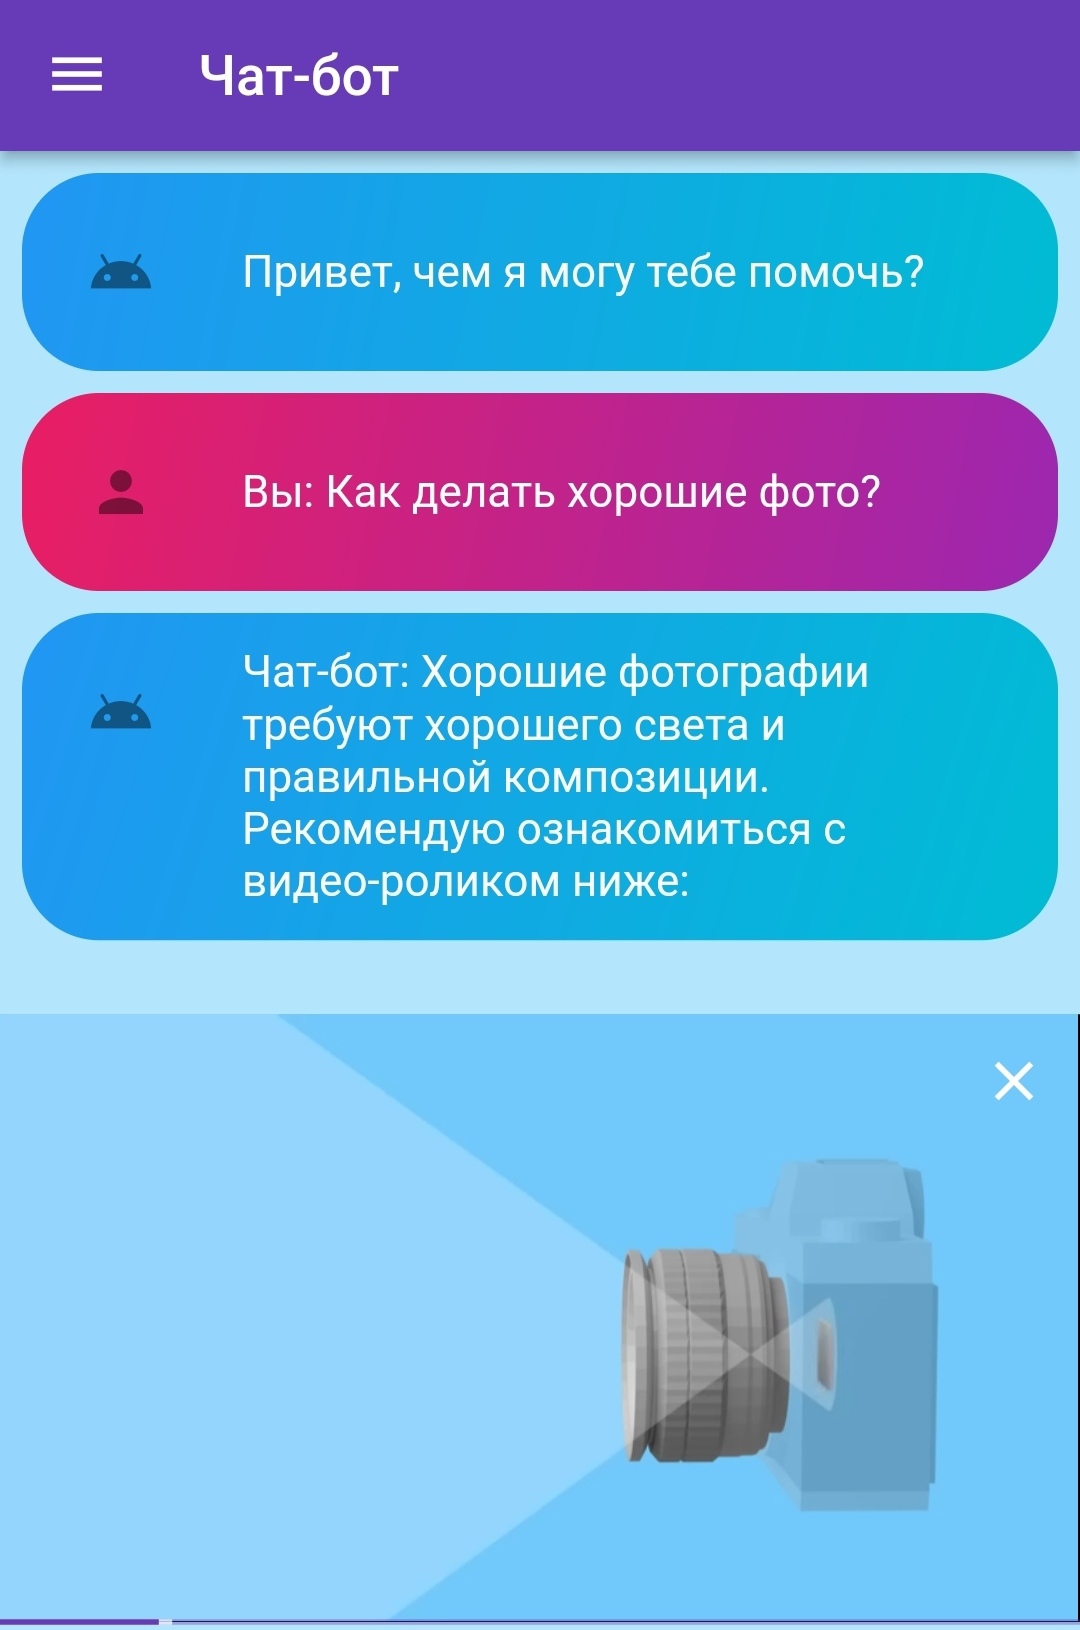 Чат-бот
Привет, чем я могу тебе помочь?
Вы: Как делать хорошие фото?
Чат-бот: Хорошие фотографии
требуют хорошего света и
правильной композиции.
Рекомендую ознакомиться с
видео-роликом ниже: